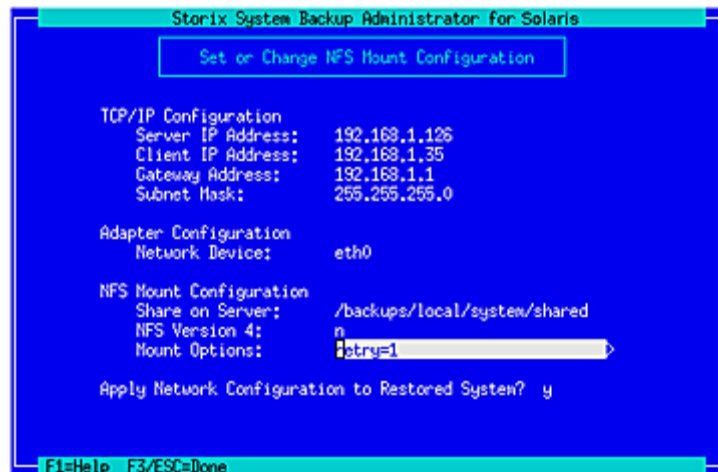 Storix System Backup Administrator for Solaris
Set or Change NFS Mount Configuration
TCP/IP Configuration
Server IP Address: 192.168.1.126
Client IP Address: 192.168.1.35
Gateway Address: 192.168.1.1
Subnet Mask: 255.255.255.0
Adapter Configuration
Network Device: eth0
NFS Mount Configuration
Share on Server: /backups/local/system/shared
NFS Version 4: n
Mount Options: retry=1
Apply Network Configuration to Restored System? y
F1=Help F3/ESC=Done